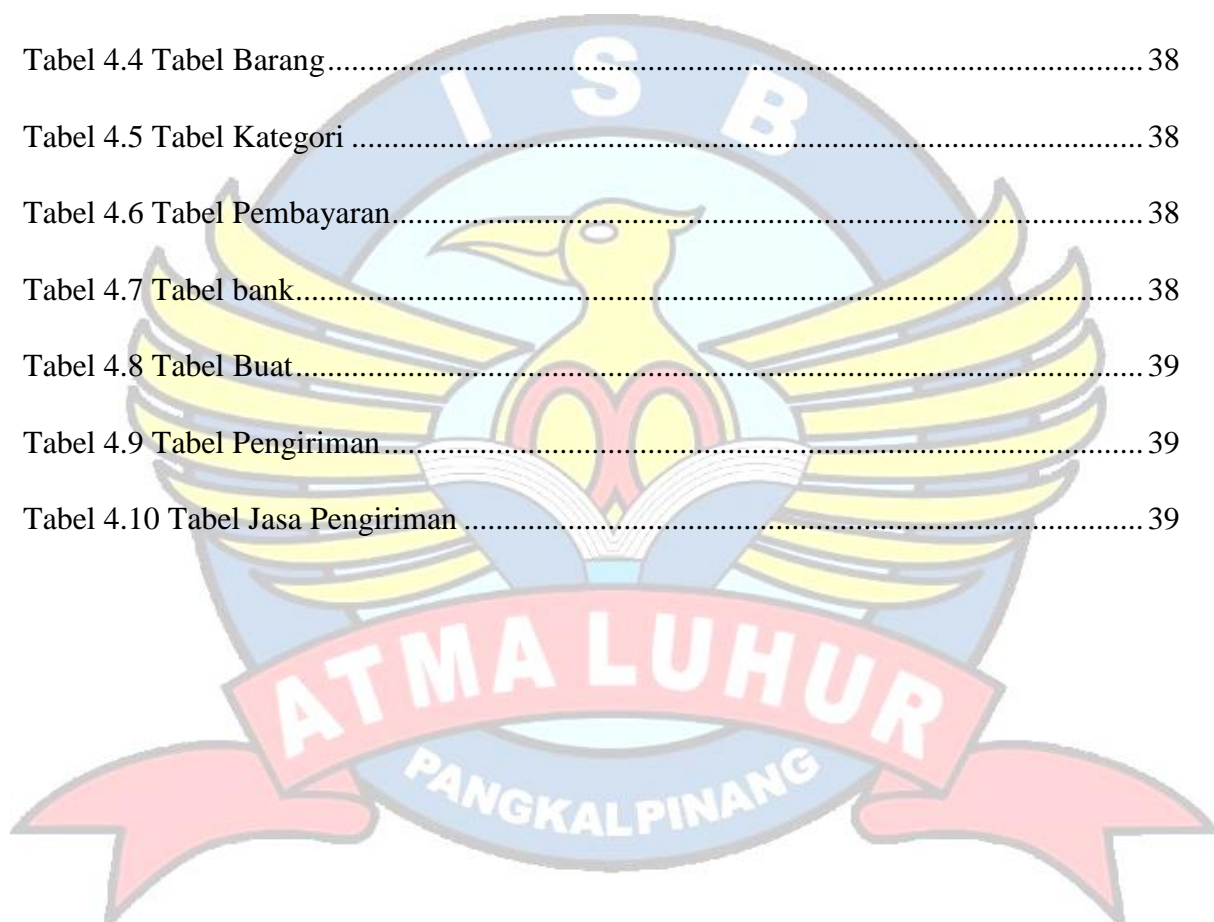 Tabel 4.4 Tabel Barang........................................................................................ 38
Tabel 4.5 Tabel Kategori ..................................................................................... 38
Tabel 4.6 Tabel Pembayaran................................................................................ 38
Tabel 4.7 Tabel bank............................................................................................ 38
Tabel 4.8 Tabel Buat............................................................................................ 39
Tabel 4.9 Tabel Pengiriman................................................................................. 39
Tabel 4.10 Tabel Jasa Pengiriman ....................................................................... 39
I S B
ATMA LUHUR
PANGKALPINANG